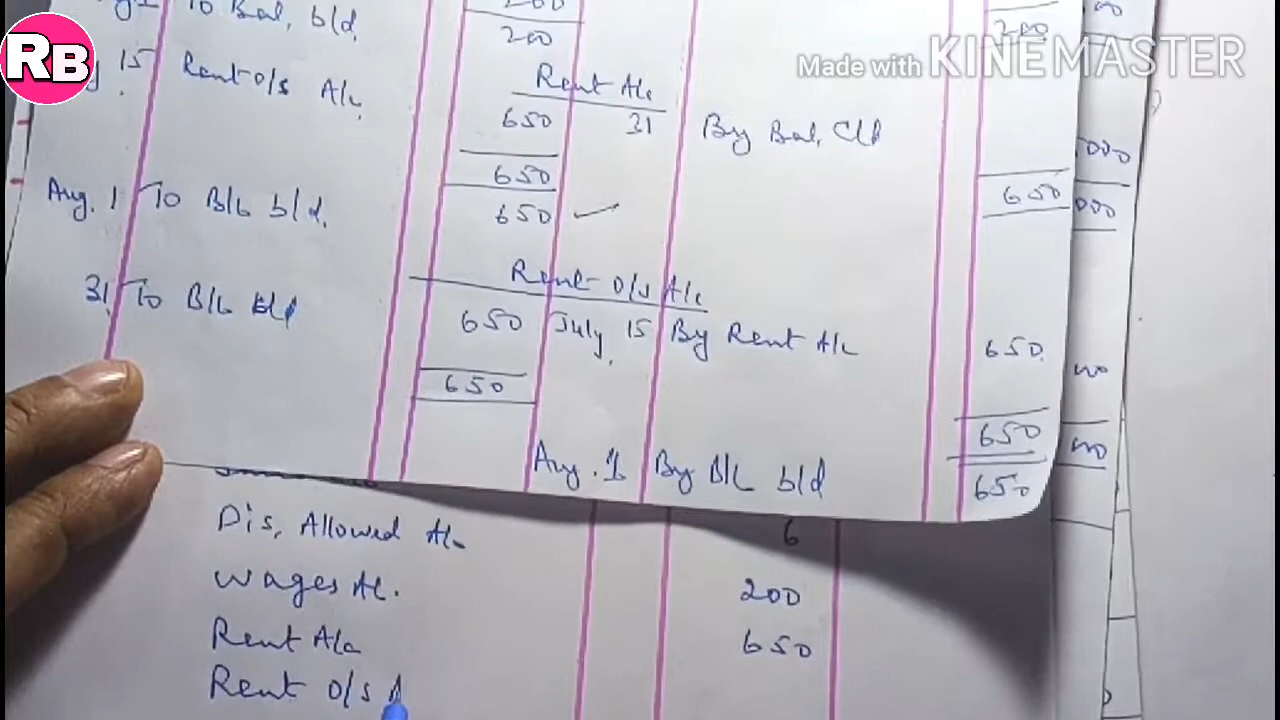 To Bal, b/d. 200 200
200
RB
Made with KINEMASTER
15 Rent O/s A/c. 650 31 By Bal, C/d
Rent A/c
650 650
Aug. 1 To B/L b/d. 650
Rent O/s A/c
31 To B/L 650 July 15 By Rent A/c 650
650 650
Aug. 1 By B/L b/d 650
Dis, Allowed A/c 6
Wages A/c. 200
Rent A/c 650
Rent O/s A